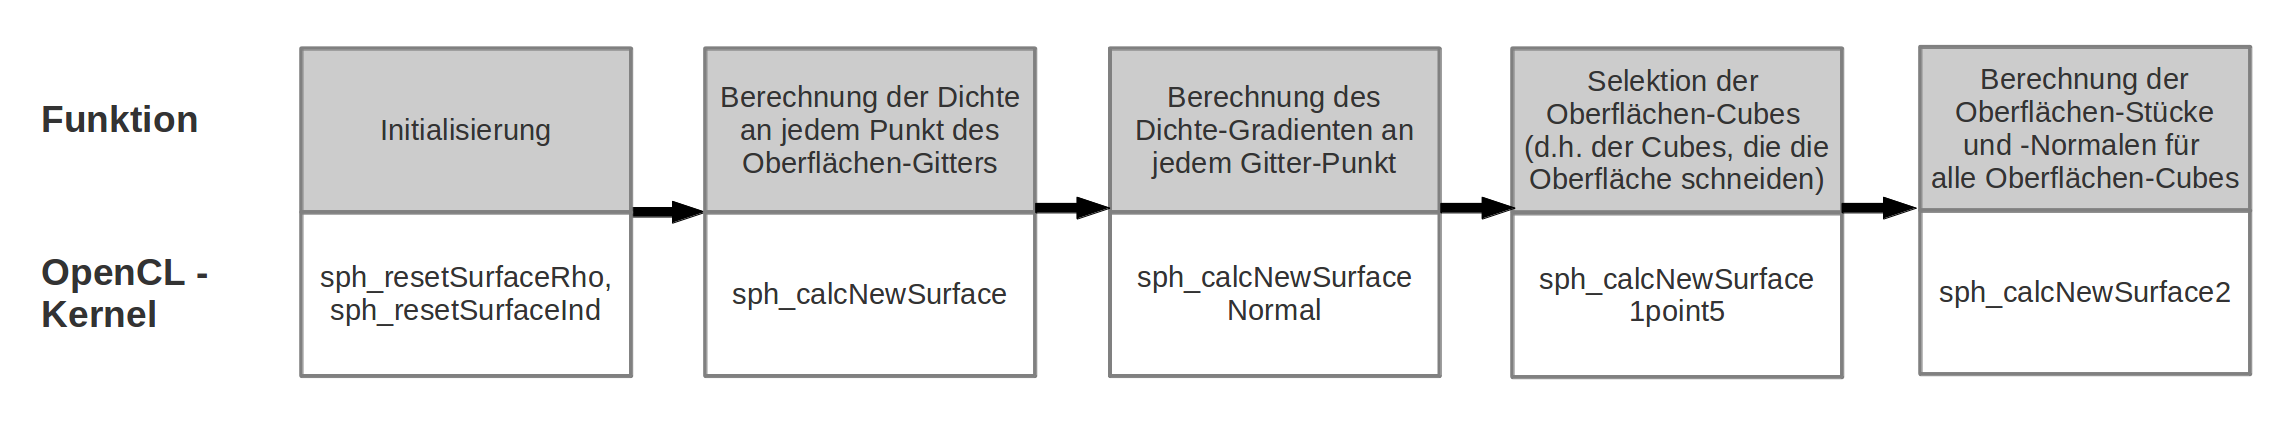 Funktion
Initialisierung
Berechnung der Dichte
an jedem Punkt des
Oberflächen-Gitters
Berechnung des
Dichte-Gradienten an
jedem Gitter-Punkt
Selektion der
Oberflächen-Cubes
(d.h. der Cubes, die die
Oberfläche schneiden)
Berechnung der
Oberflächen-Stücke
und -Normalen für
alle Oberflächen-Cubes
OpenCL -
Kernel
sph_resetSurfaceRho,
sph_resetSurfaceInd
sph_calcNewSurface
sph_calcNewSurface
Normal
sph_calcNewSurface
1point5
sph_calcNewSurface2